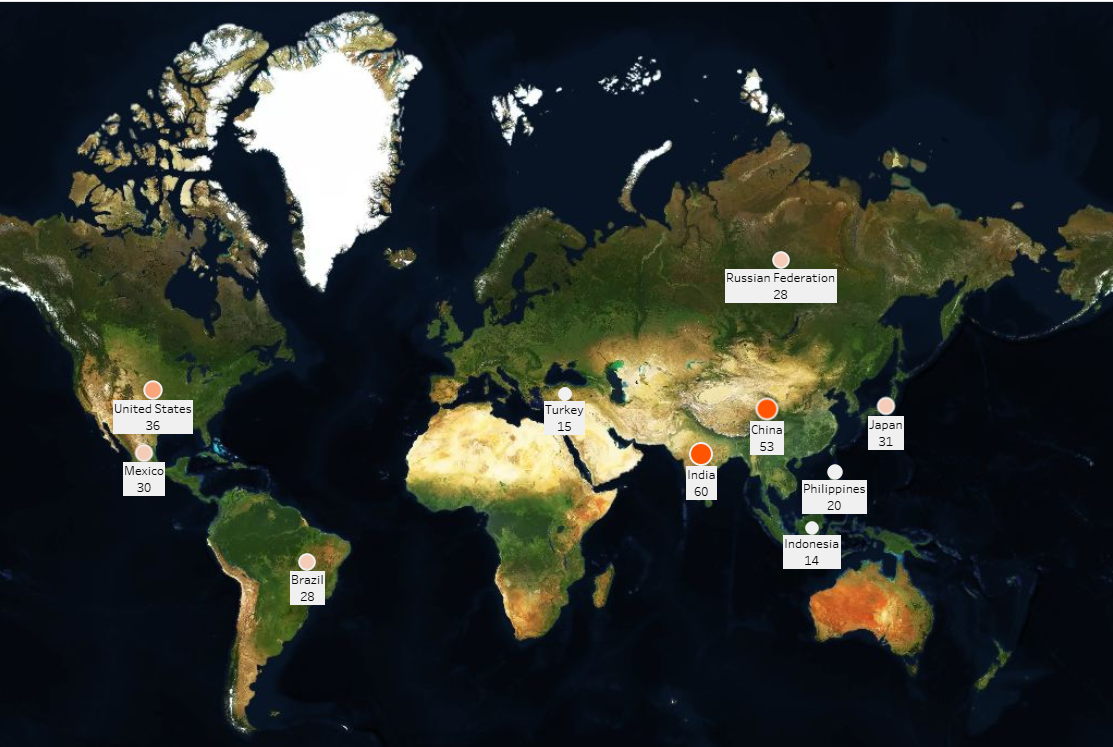 Russian Federation
28
United States
36
Turkey
15
China
53
Japan
31
Mexico
30
India
60
Philippines
20
Indonesia
14
Brazil
28